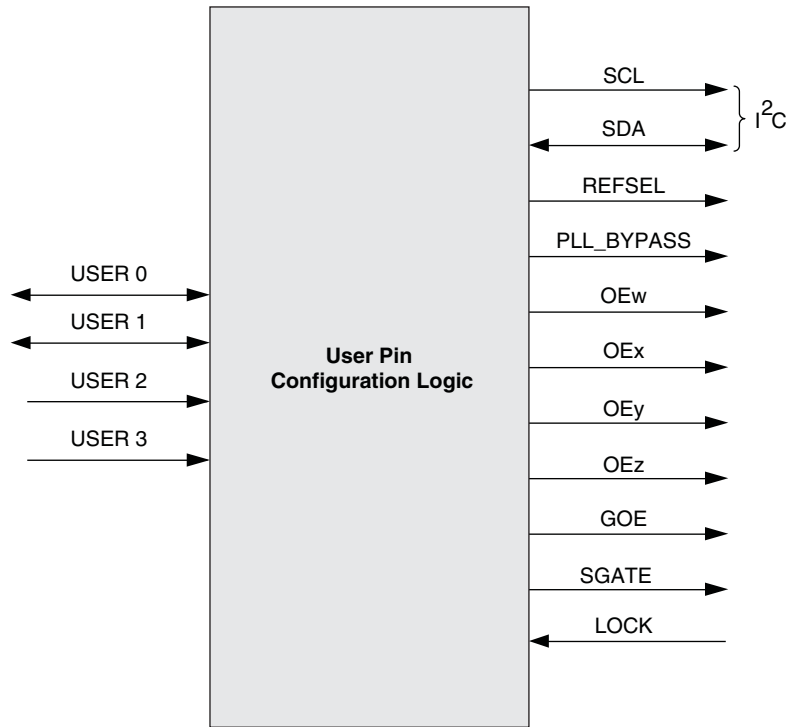 USER 0
USER 1
USER 2
USER 3
User Pin
Configuration Logic
SCL
SDA
I²C
REFSEL
PLL_BYPASS
OEw
OEx
OEy
OEz
GOE
SGATE
LOCK